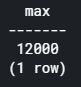 max
-------
12000
(1 row)